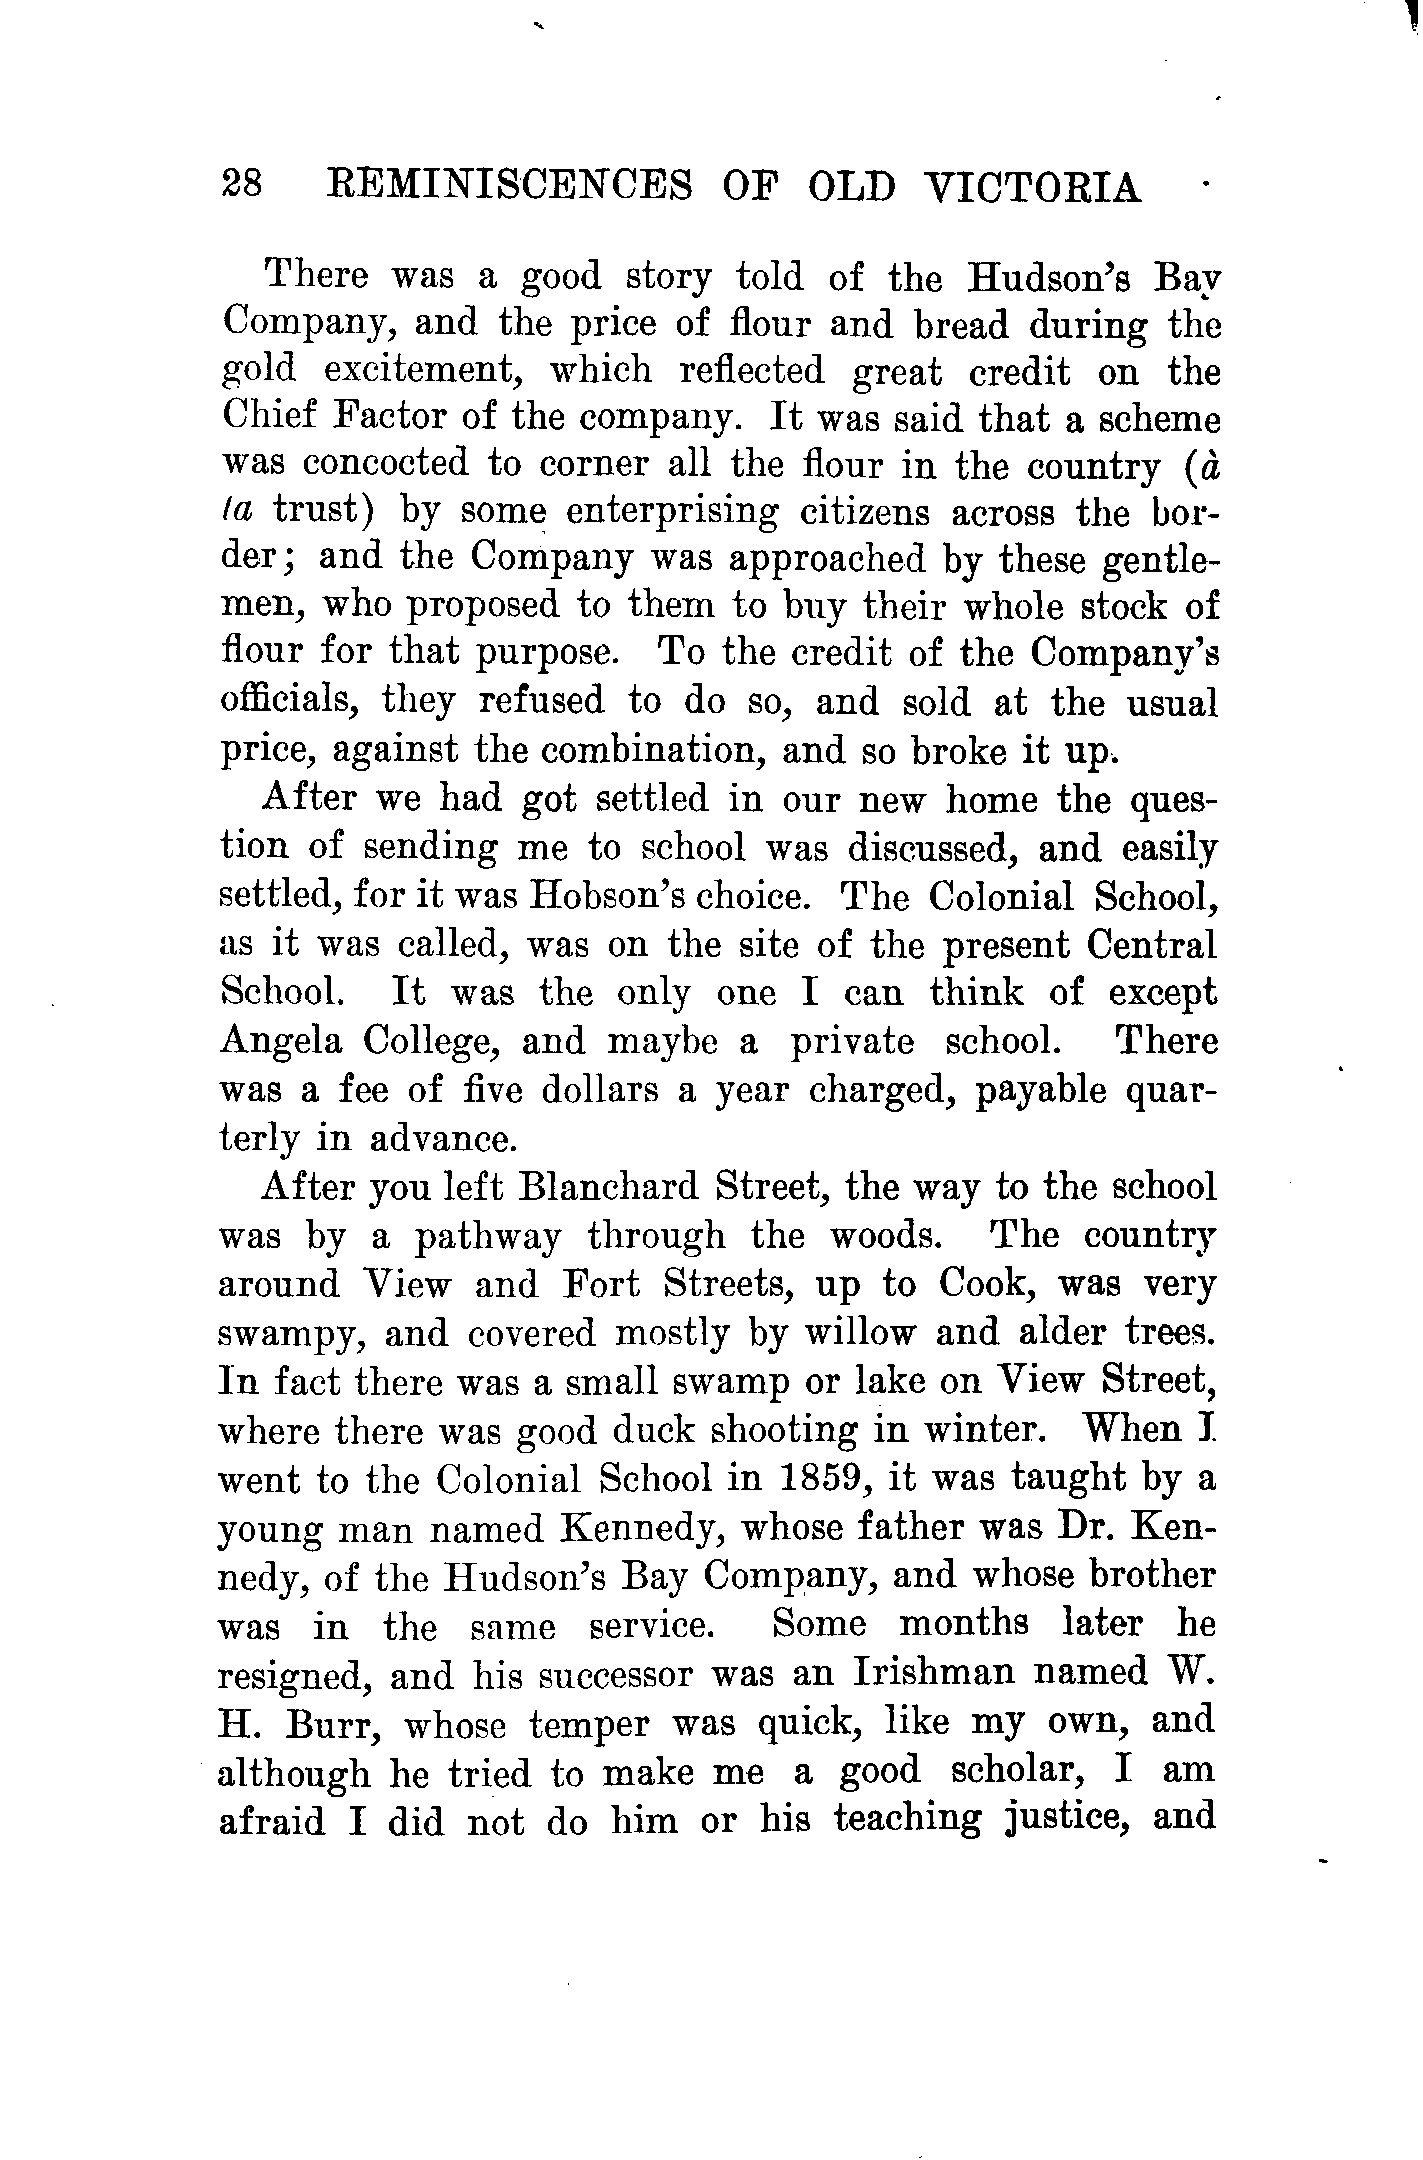 28 REMINISCENCES OF OLD VICTORIA
There was a good story told of the Hudson's Bay
Company, and the price of flour and bread during the
gold excitement, which reflected great credit on the
Chief Factor of the company. It was said that a scheme
was concocted to corner all the flour in the country (à
la trust) by some enterprising citizens across the bor-
der; and the Company was approached by these gentle-
men, who proposed to them to buy their whole stock of
flour for that purpose. To the credit of the Company's
officials, they refused to do so, and sold at the usual
price, against the combination, and so broke it up.
After we had got settled in our new home the ques-
tion of sending me to school was discussed, and easily
settled, for it was Hobson's choice. The Colonial School,
as it was called, was on the site of the present Central
School. It was the only one I can think of except
Angela College, and maybe a private school. There
was a fee of five dollars a year charged, payable quar-
terly in advance.
After you left Blanchard Street, the way to the school
was by a pathway through the woods. The country
around View and Fort Streets, up to Cook, was very
swampy, and covered mostly by willow and alder trees.
In fact there was a small swamp or lake on View Street,
where there was good duck shooting in winter. When I
went to the Colonial School in 1859, it was taught by a
young man named Kennedy, whose father was Dr. Ken-
nedy, of the Hudson's Bay Company, and whose brother
was in the same service. Some months later he
resigned, and his successor was an Irishman named W.
H. Burr, whose temper was quick, like my own, and
although he tried to make me a good scholar, I am
afraid I did not do him or his teaching justice, and